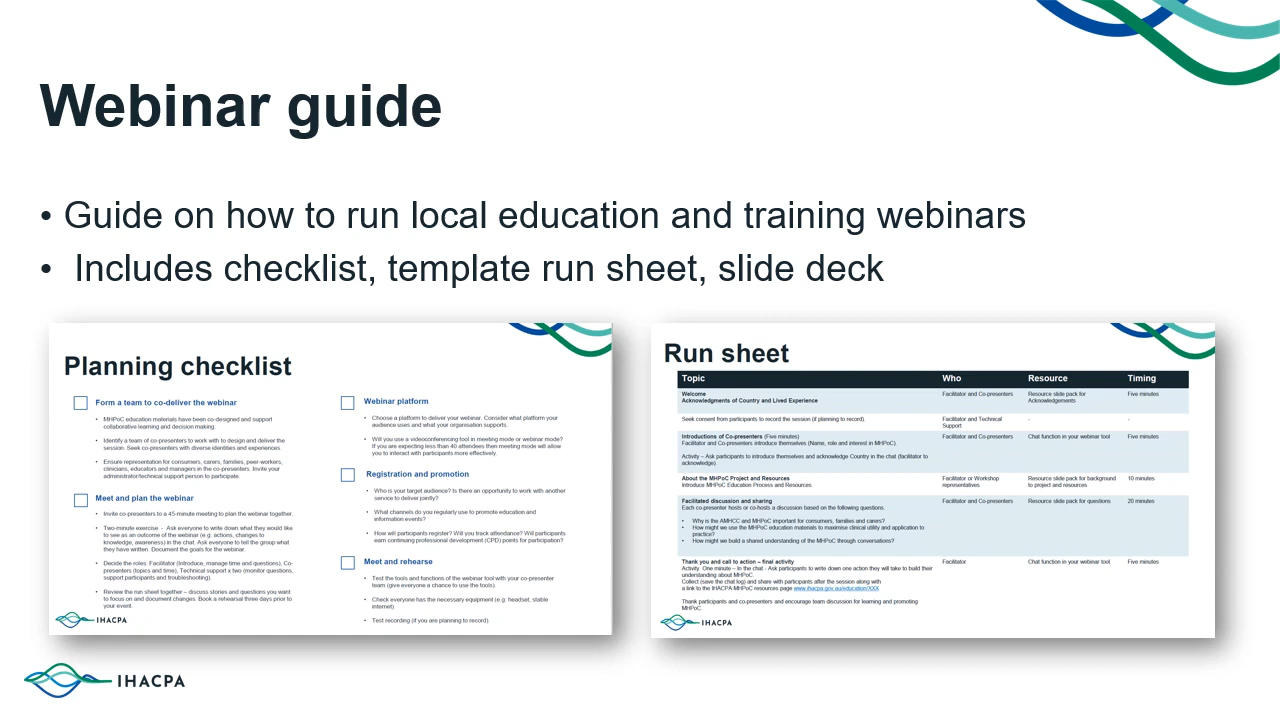 Webinar guide
• Guide on how to run local education and training webinars
• Includes checklist, template run sheet, slide deck
Planning checklist
Form a team to co-deliver the webinar
• MHPoC education materials have been co-designed and support
collaborative learning and decision making.
• Identify a team of co-presenters to work with to design and deliver the
session. Seek co-presenters with diverse identities and experiences.
• Ensure representation for consumers, carers, families, peer-workers,
clinicians, educators and managers in the co-presenters. Invite your
administrator/technical support person to participate.
Meet and plan the webinar
• Invite co-presenters to a 45-minute meeting to plan the webinar together.
• Two-minute exercise - Ask everyone to write down what they would like
to see as an outcome of the webinar (e.g: actions, changes to
knowledge, awareness) in the chat. Ask everyone to tell the group what
they have written. Document the goals for the webinar.
• Decide the roles: Facilitator (Introduce, manage time and questions), Co-
presenters (topics and time), Technical support x two (monitor questions,
support participants and troubleshooting).
• Review the run sheet together – discuss stories and questions you want
to focus on and document changes. Book a rehearsal three days prior to
your event.
Webinar platform
• Choose a platform to deliver your webinar. Consider what platform your
audience uses and what your organisation supports.
• Will you use a videoconferencing tool in meeting mode or webinar mode?
If you are expecting less than 40 attendees then meeting mode will allow
you to interact with participants more effectively.
Registration and promotion
• Who is your target audience? Is there an opportunity to work with another
service to deliver jointly?
• What channels do you regularly use to promote education and
information events?
• How will participants register? Will you track attendance? Will participants
earn continuing professional development (CPD) points for participation?
Meet and rehearse
• Test the tools and functions of the webinar tool with your co-presenter
team (give everyone a chance to use the tools).
• Check everyone has the necessary equipment (e.g: headset, stable
internet).
• Test recording (if you are planning to record).
IHACPA
Run sheet
Topic Who Resource Timing
Welcome Facilitator and Co-presenters Resource slide pack for Five minutes
Acknowledgments of Country and Lived Experience Acknowledgements
Seek consent from participants to record the session (if planning to record). Facilitator and Technical - -
Support
Introductions of Co-presenters (Five minutes) Facilitator and Co-presenters Chat function in your webinar tool Five minutes
Facilitator and Co-presenters introduce themselves (Name, role and interest in MHPoC).
Activity – Ask participants to introduce themselves and acknowledge Country in the chat (facilitator to
acknowledge).
About the MHPoC Project and Resources Facilitator or Workshop Resource slide pack for background 10 minutes
Introduce MHPoC Education Process and Resources. representatives to project and resources
Facilitated discussion and sharing Facilitator and Co-presenters Resource slide pack for questions 20 minutes
Each co-presenter hosts or co-hosts a discussion based on the following questions.
• Why is the AMHCC and MHPoC important for consumers, families and carers?
• How might we use the MHPoC education materials to maximise clinical utility and application to
practice?
• How might we build a shared understanding of the MHPoC through conversations?
Thank you and call to action – final activity Facilitator Chat function in your webinar tool Five minutes
Activity One minute – In the chat - Ask participants to write down one action they will take to build their
understanding about MHPoC.
Collect (save the chat log) and share with participants after the session along with
a link to the IHACPA MHPoC resources page www.ihacpa.gov.au/education/XXX
Thank participants and co-presenters and encourage team discussion for learning and promoting
MHPoC.
IHACPA
IHACPA